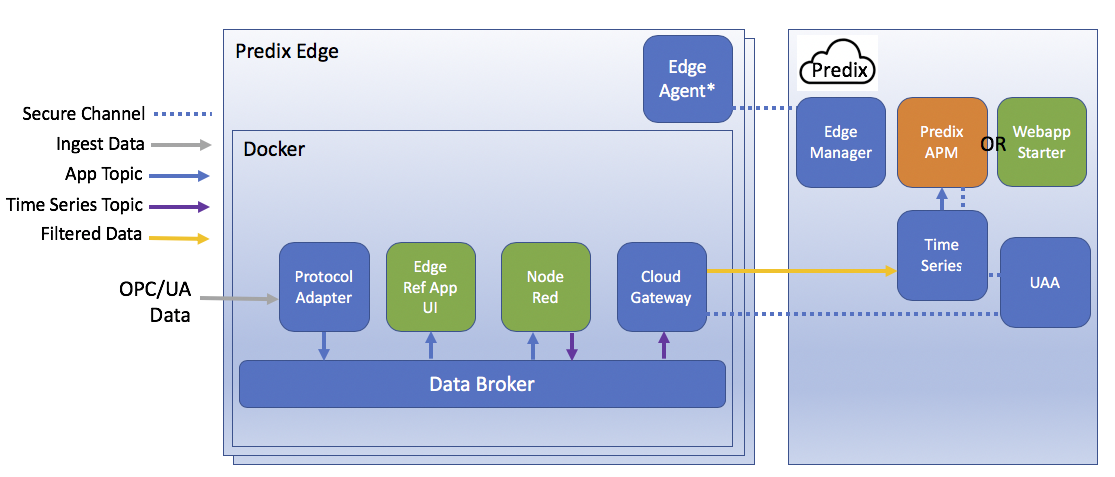 Predix Edge
Edge
Agent*
Predix
Secure Channel
Ingest Data
App Topic
Time Series Topic
Filtered Data
Docker
Edge
Manager
Predix
APM
OR
Webapp
Starter
OPC/UA
Data
Protocol
Adapter
Edge
Ref App
UI
Node
Red
Cloud
Gateway
Time
Series
UAA
Data Broker